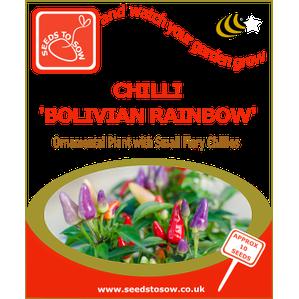 SEEDS TO SOW
and watch your garden grow
CHILLI
'BOLIVIAN RAINBOW'
Ornamental Plant with Small Fiery Chillies
APPROX
10
SEEDS
www.seedstosow.co.uk